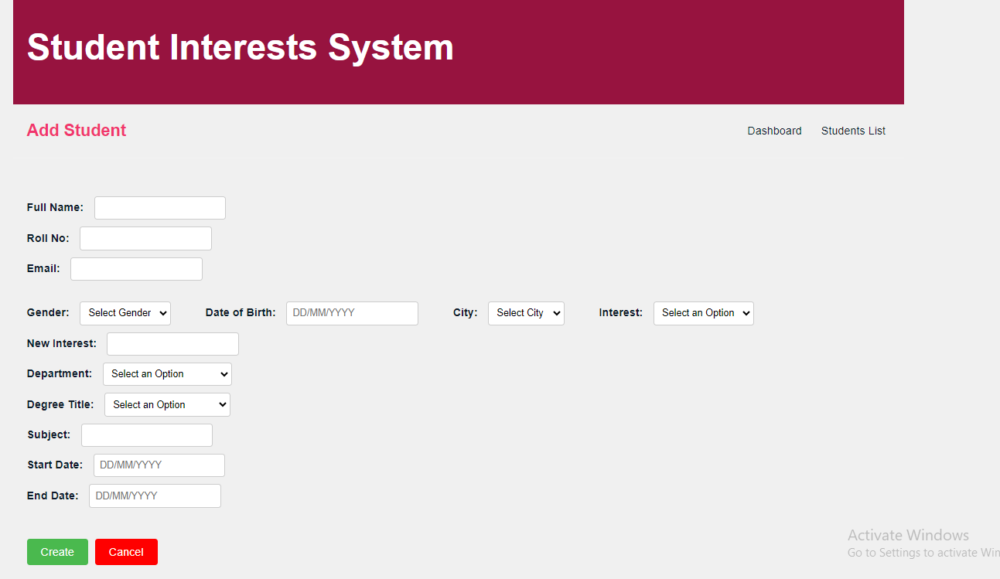 Student Interests System
Add Student Dashboard Students List
Full Name:
Roll No:
Email:
Gender: Select Gender Date of Birth: DD/MM/YYYY City: Select City Interest: Select an Option
New Interest:
Department: Select an Option
Degree Title: Select an Option
Subject:
Start Date: DD/MM/YYYY
End Date: DD/MM/YYYY
Activate Windows
Go to Settings to activate Win
Create Cancel